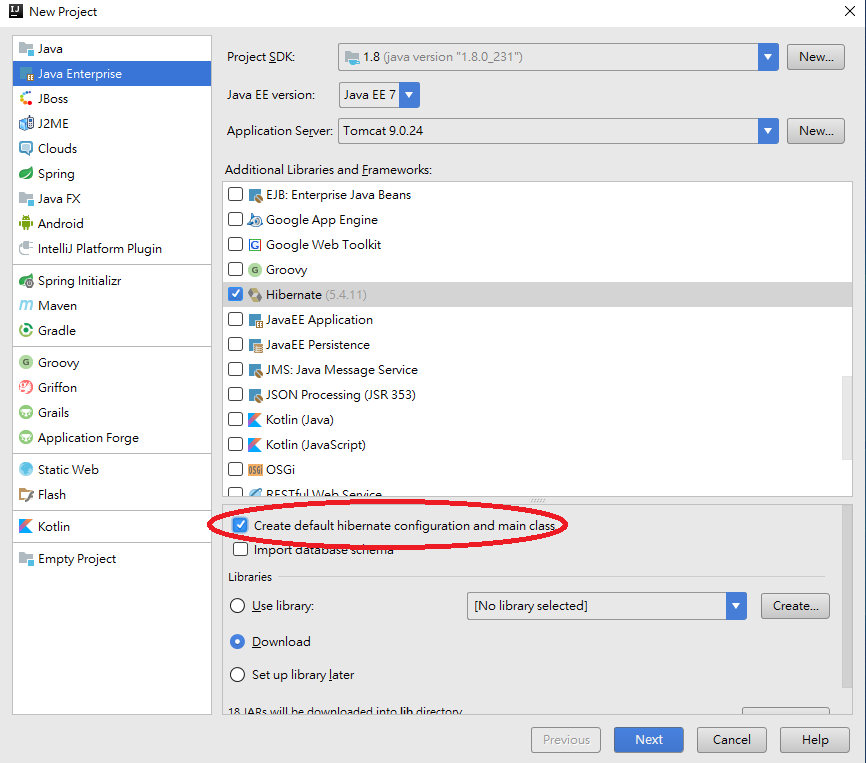 New Project
Java
Java Enterprise
JBoss
J2ME
Clouds
Spring
Java FX
Android
IntelliJ Platform Plugin
Spring Initializr
Maven
Gradle
Groovy
Griffon
Grails
Application Forge
Static Web
Flash
Kotlin
Empty Project
Project SDK: 1.8 (java version "1.8.0_231") New...
Java EE version: Java EE 7
Application Server: Tomcat 9.0.24 New...
Additional Libraries and Frameworks:
EJB: Enterprise Java Beans
Google App Engine
Google Web Toolkit
Groovy
Hibernate (5.4.11)
JavaEE Application
JavaEE Persistence
JMS: Java Message Service
JSON Processing (JSR 353)
Kotlin (Java)
Kotlin (JavaScript)
OSGi
RESTful Web Service
Create default hibernate configuration and main class
Import database schema
Libraries
Use library: [No library selected] Create...
Download
Set up library later
18 JARs will be downloaded into lib directory
Previous Next Cancel Help